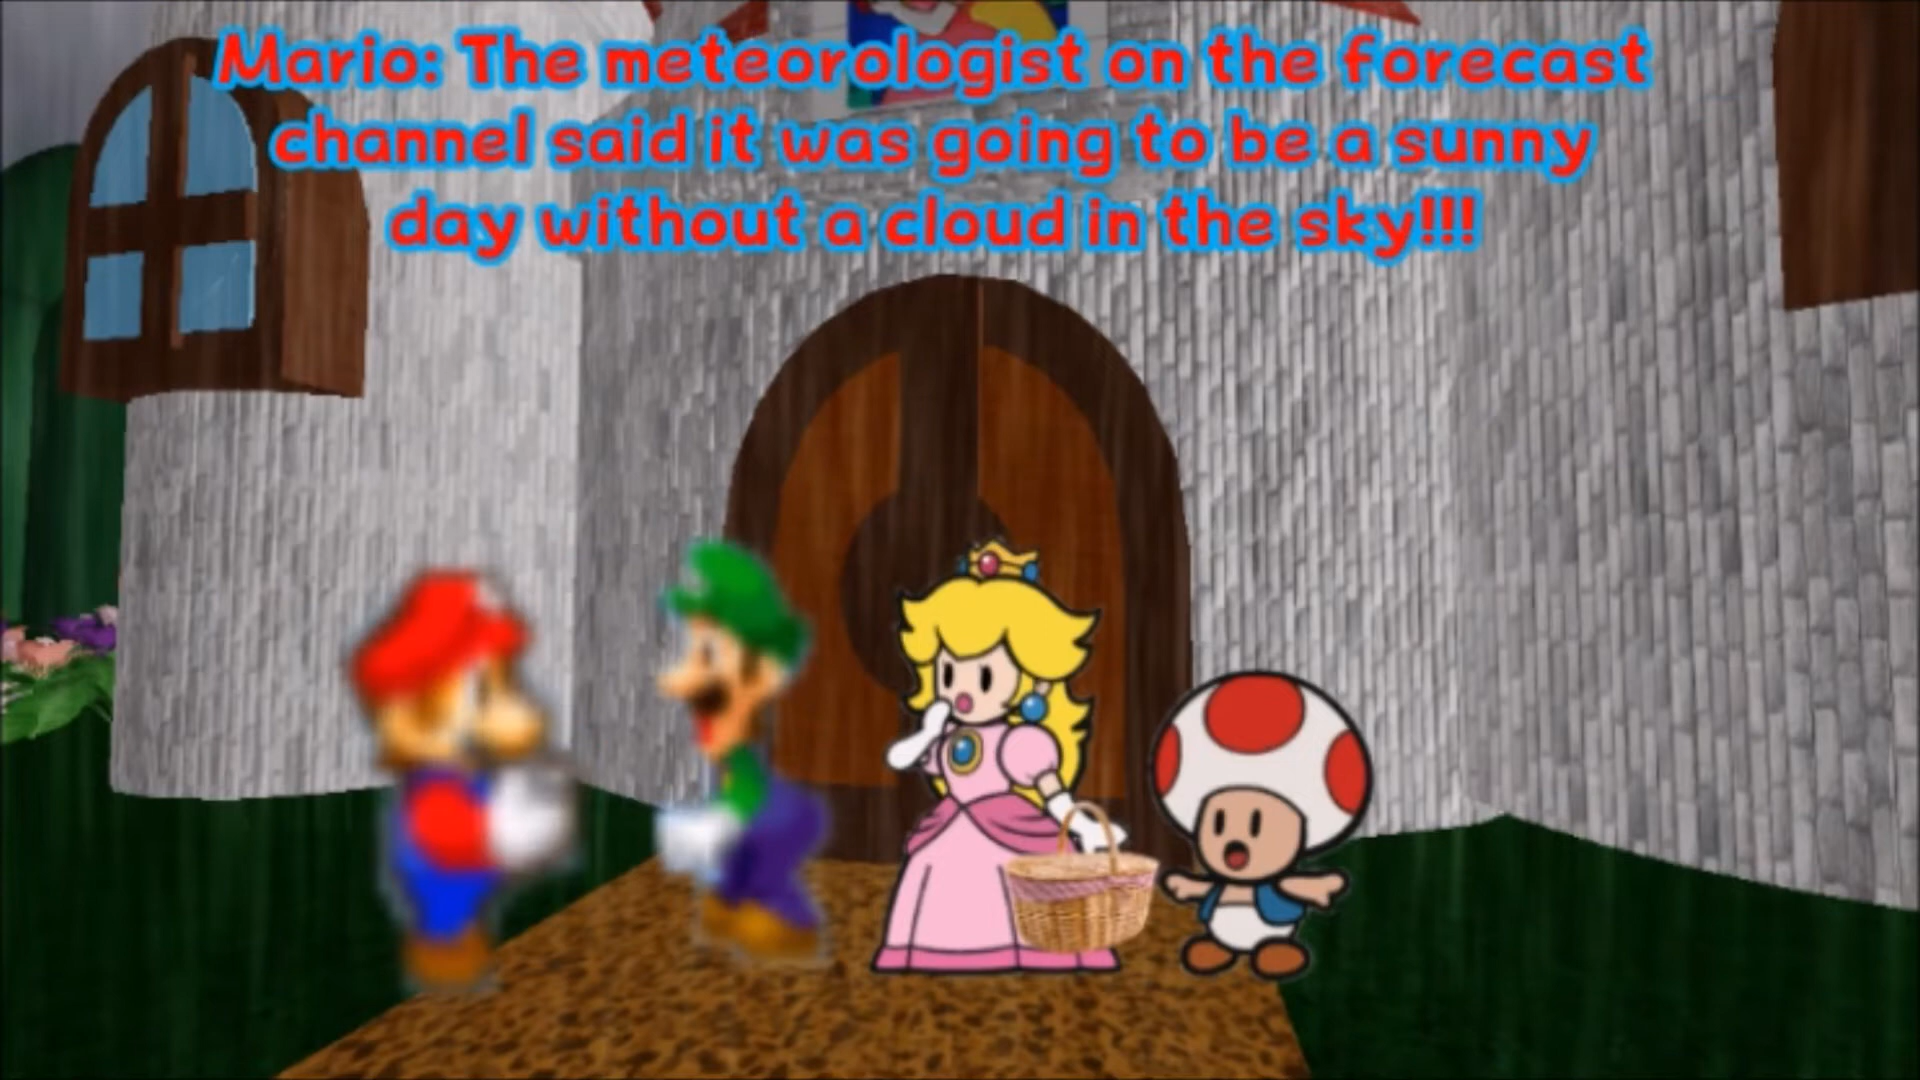 Mario: The meteorologist on the forecast
channel said it was going to be a sunny
day without a cloud in the sky!!!